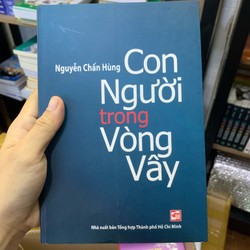 Nguyễn Chấn Hùng
Con
Người
trong
Vòng
Vây
Nhà xuất bản Tổng hợp Thành phố Hồ Chí Minh